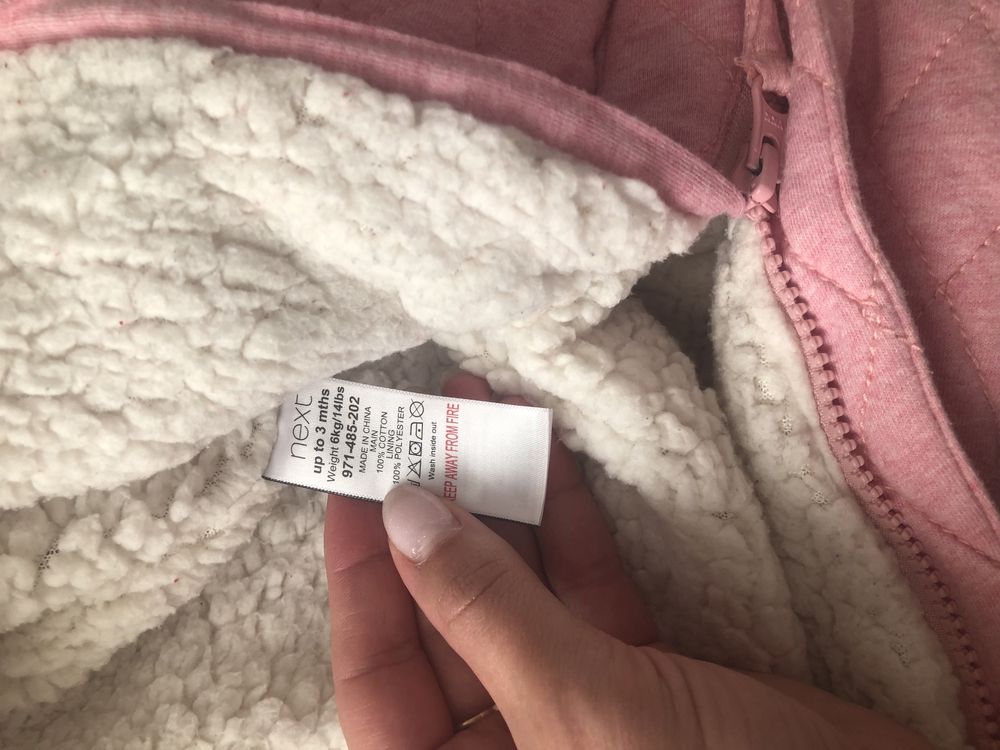 next
up to 3 mths
Weight 6kg/14lbs
971-485-202
MADE IN CHINA
MAIN
100% COTTON
LINING
100% POLYESTER
Wash inside out
EEP AWAY FROM FIRE